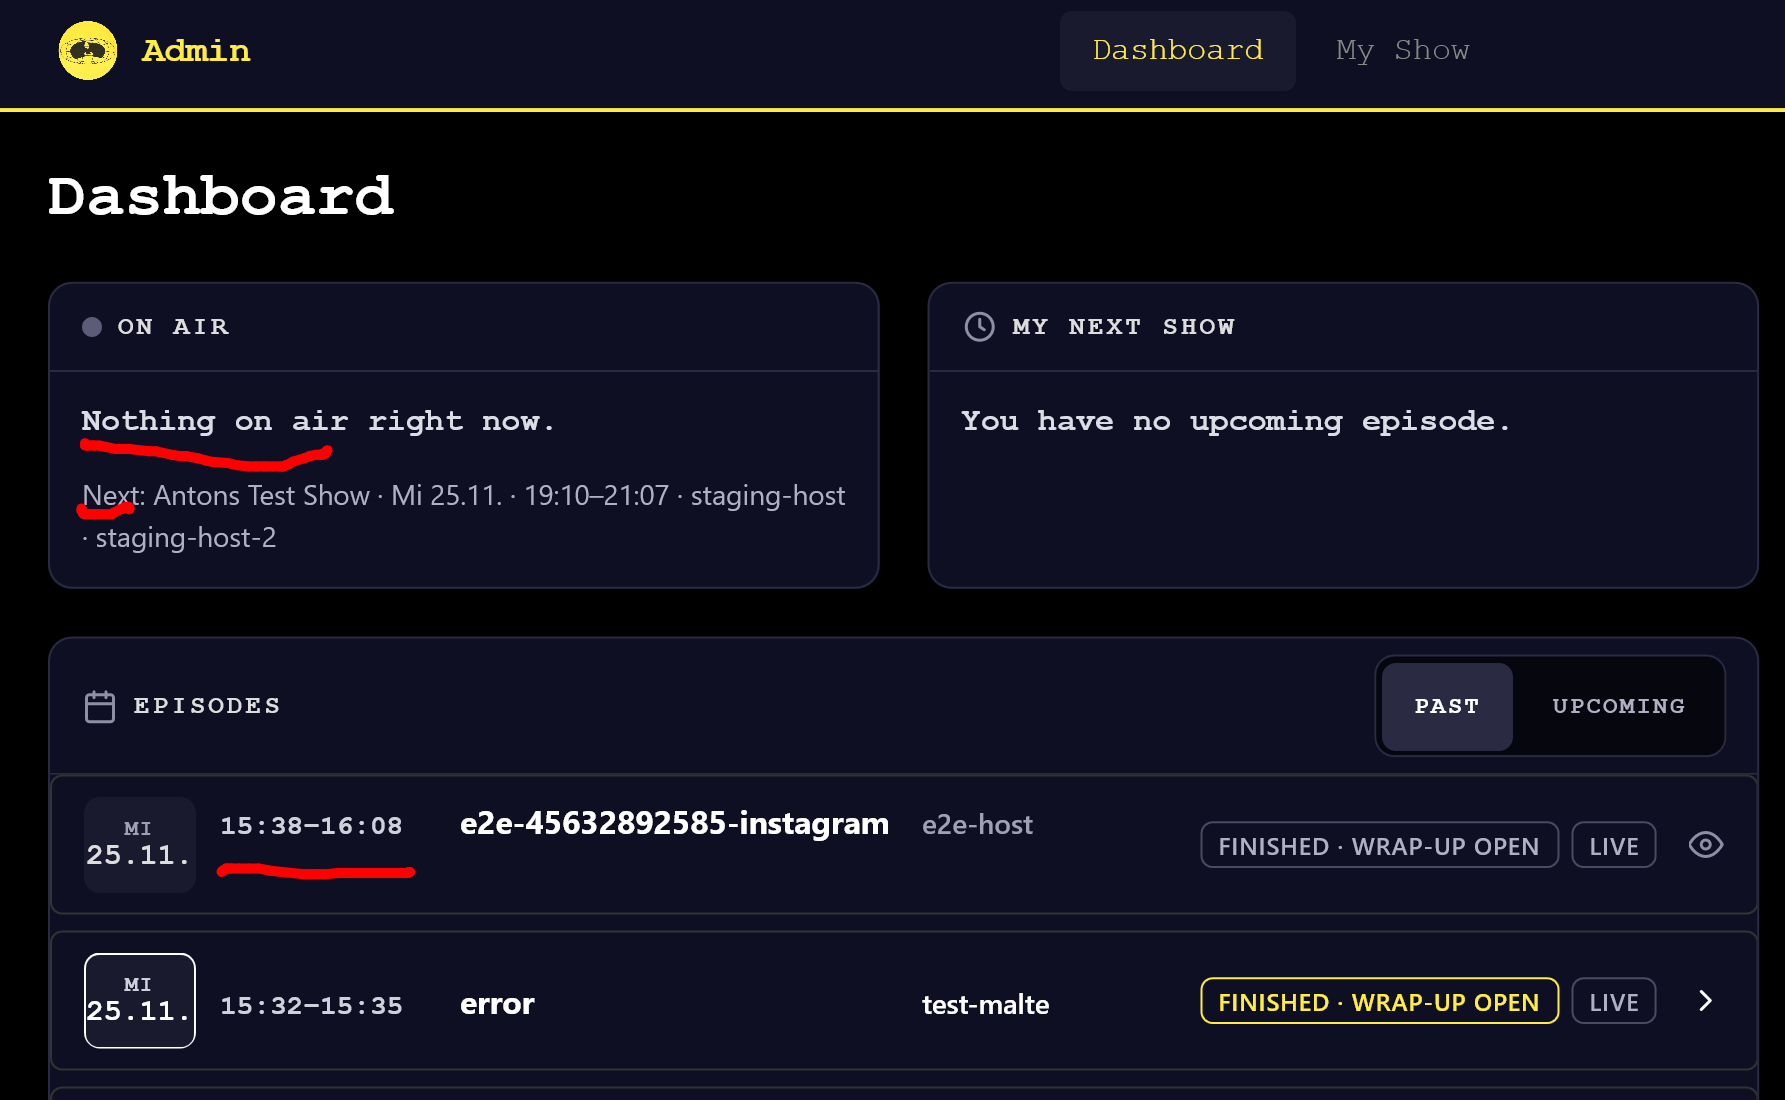 Admin
Dashboard
My Show
Dashboard
ON AIR
Nothing on air right now.
Next: Antons Test Show · Mi 25.11. · 19:10–21:07 · staging-host
· staging-host-2
MY NEXT SHOW
You have no upcoming episode.
EPISODES
PAST
UPCOMING
MI
25.11.
15:38–16:08
e2e-45632892585-instagram
e2e-host
FINISHED · WRAP-UP OPEN
LIVE
MI
25.11.
15:32–15:35
error
test-malte
FINISHED · WRAP-UP OPEN
LIVE